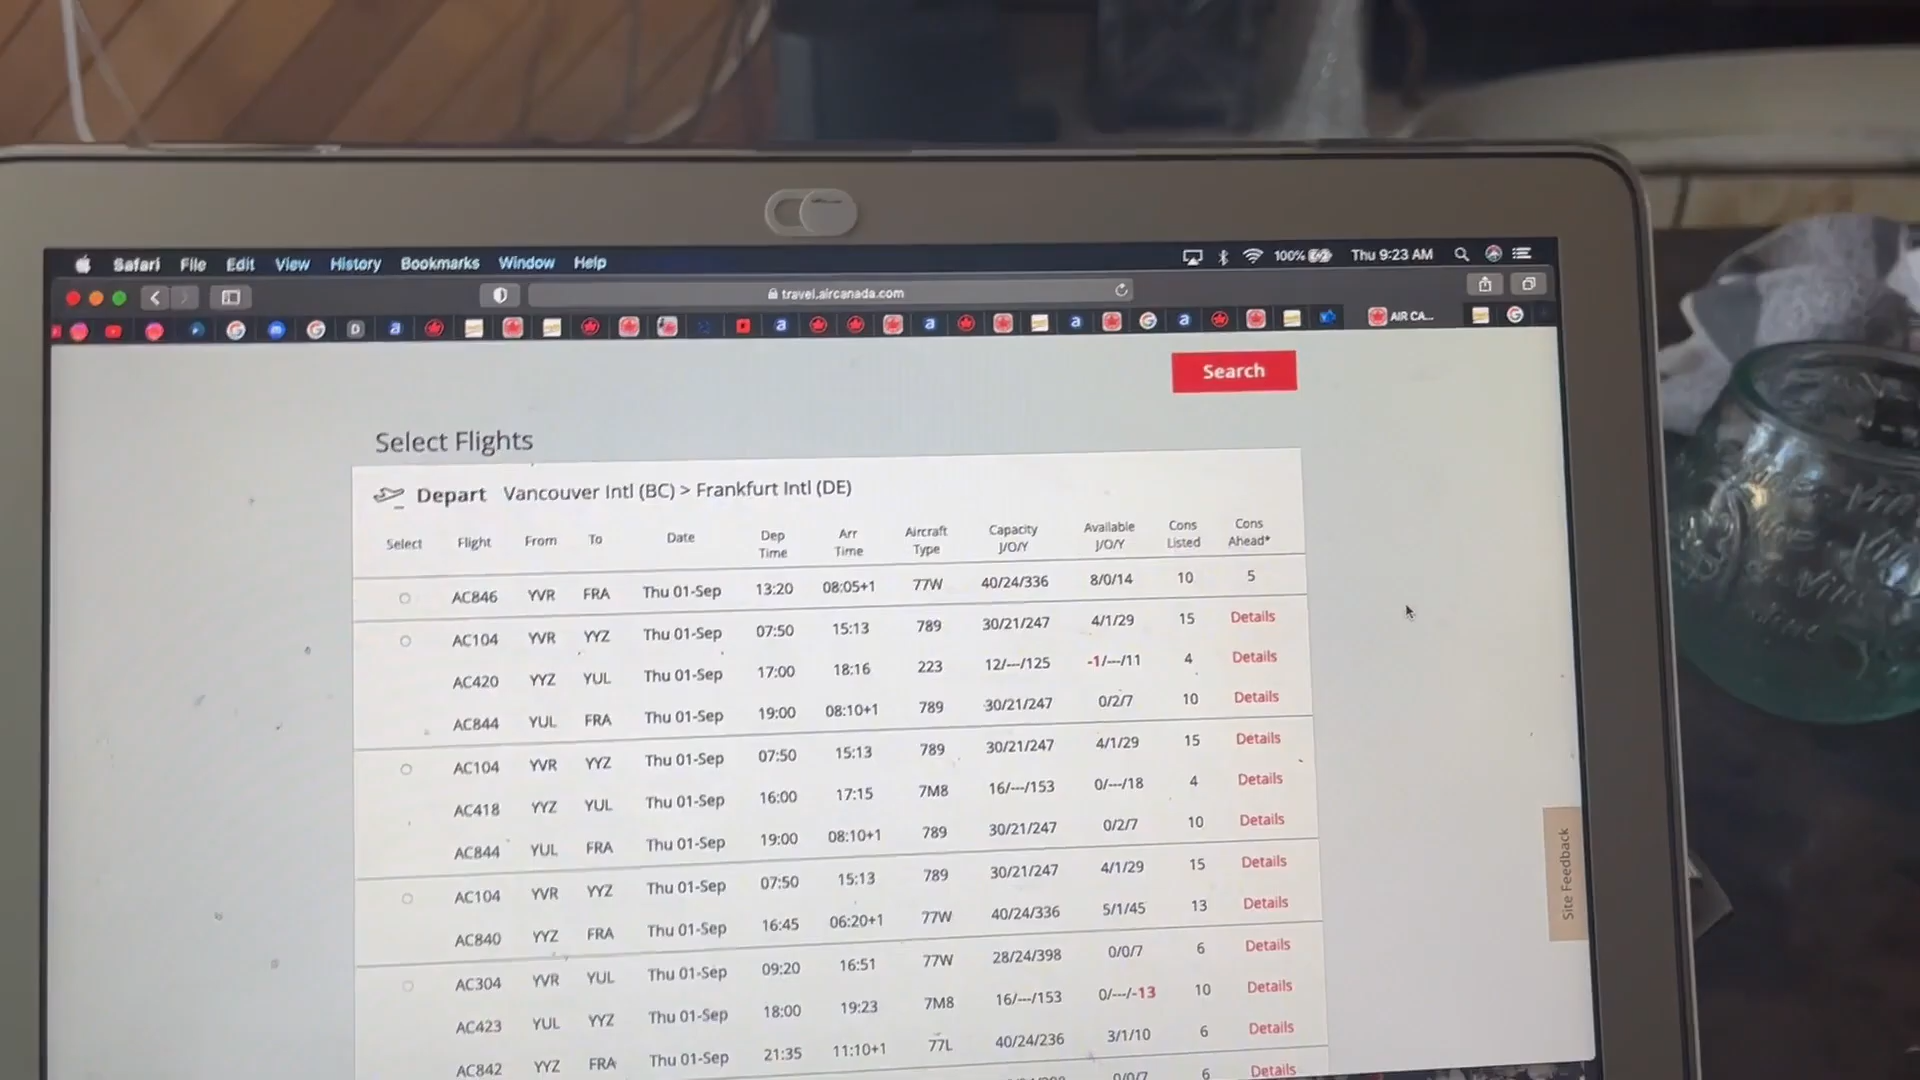 Safari File Edit View History Bookmarks Window Help 100% Thu 9:23 AM
travel.aircanada.com
AIR CA...
Search
Select Flights
Depart Vancouver Intl (BC) > Frankfurt Intl (DE)
Select Flight From To Date Dep Time Arr Time Aircraft Type Capacity J/O/Y Available J/O/Y Cons Listed Cons Ahead*
AC846 YVR FRA Thu 01-Sep 13:20 08:05+1 77W 40/24/336 8/0/14 10 5
AC104 YVR YYZ Thu 01-Sep 07:50 15:13 789 30/21/247 4/1/29 15 Details
AC420 YYZ YUL Thu 01-Sep 17:00 18:16 223 12/---/125 -1/---/11 4 Details
AC844 YUL FRA Thu 01-Sep 19:00 08:10+1 789 30/21/247 0/2/7 10 Details
AC104 YVR YYZ Thu 01-Sep 07:50 15:13 789 30/21/247 4/1/29 15 Details
AC418 YYZ YUL Thu 01-Sep 16:00 17:15 7M8 16/---/153 0/---/18 4 Details
AC844 YUL FRA Thu 01-Sep 19:00 08:10+1 789 30/21/247 0/2/7 10 Details
AC104 YVR YYZ Thu 01-Sep 07:50 15:13 789 30/21/247 4/1/29 15 Details
AC840 YYZ FRA Thu 01-Sep 16:45 06:20+1 77W 40/24/336 5/1/45 13 Details
AC304 YVR YUL Thu 01-Sep 09:20 16:51 77W 28/24/398 0/0/7 6 Details
AC423 YUL YYZ Thu 01-Sep 18:00 19:23 7M8 16/---/153 0/---/-13 10 Details
AC842 YYZ FRA Thu 01-Sep 21:35 11:10+1 77L 40/24/236 3/1/10 6 Details
0/0/7 6 Details
Site Feedback